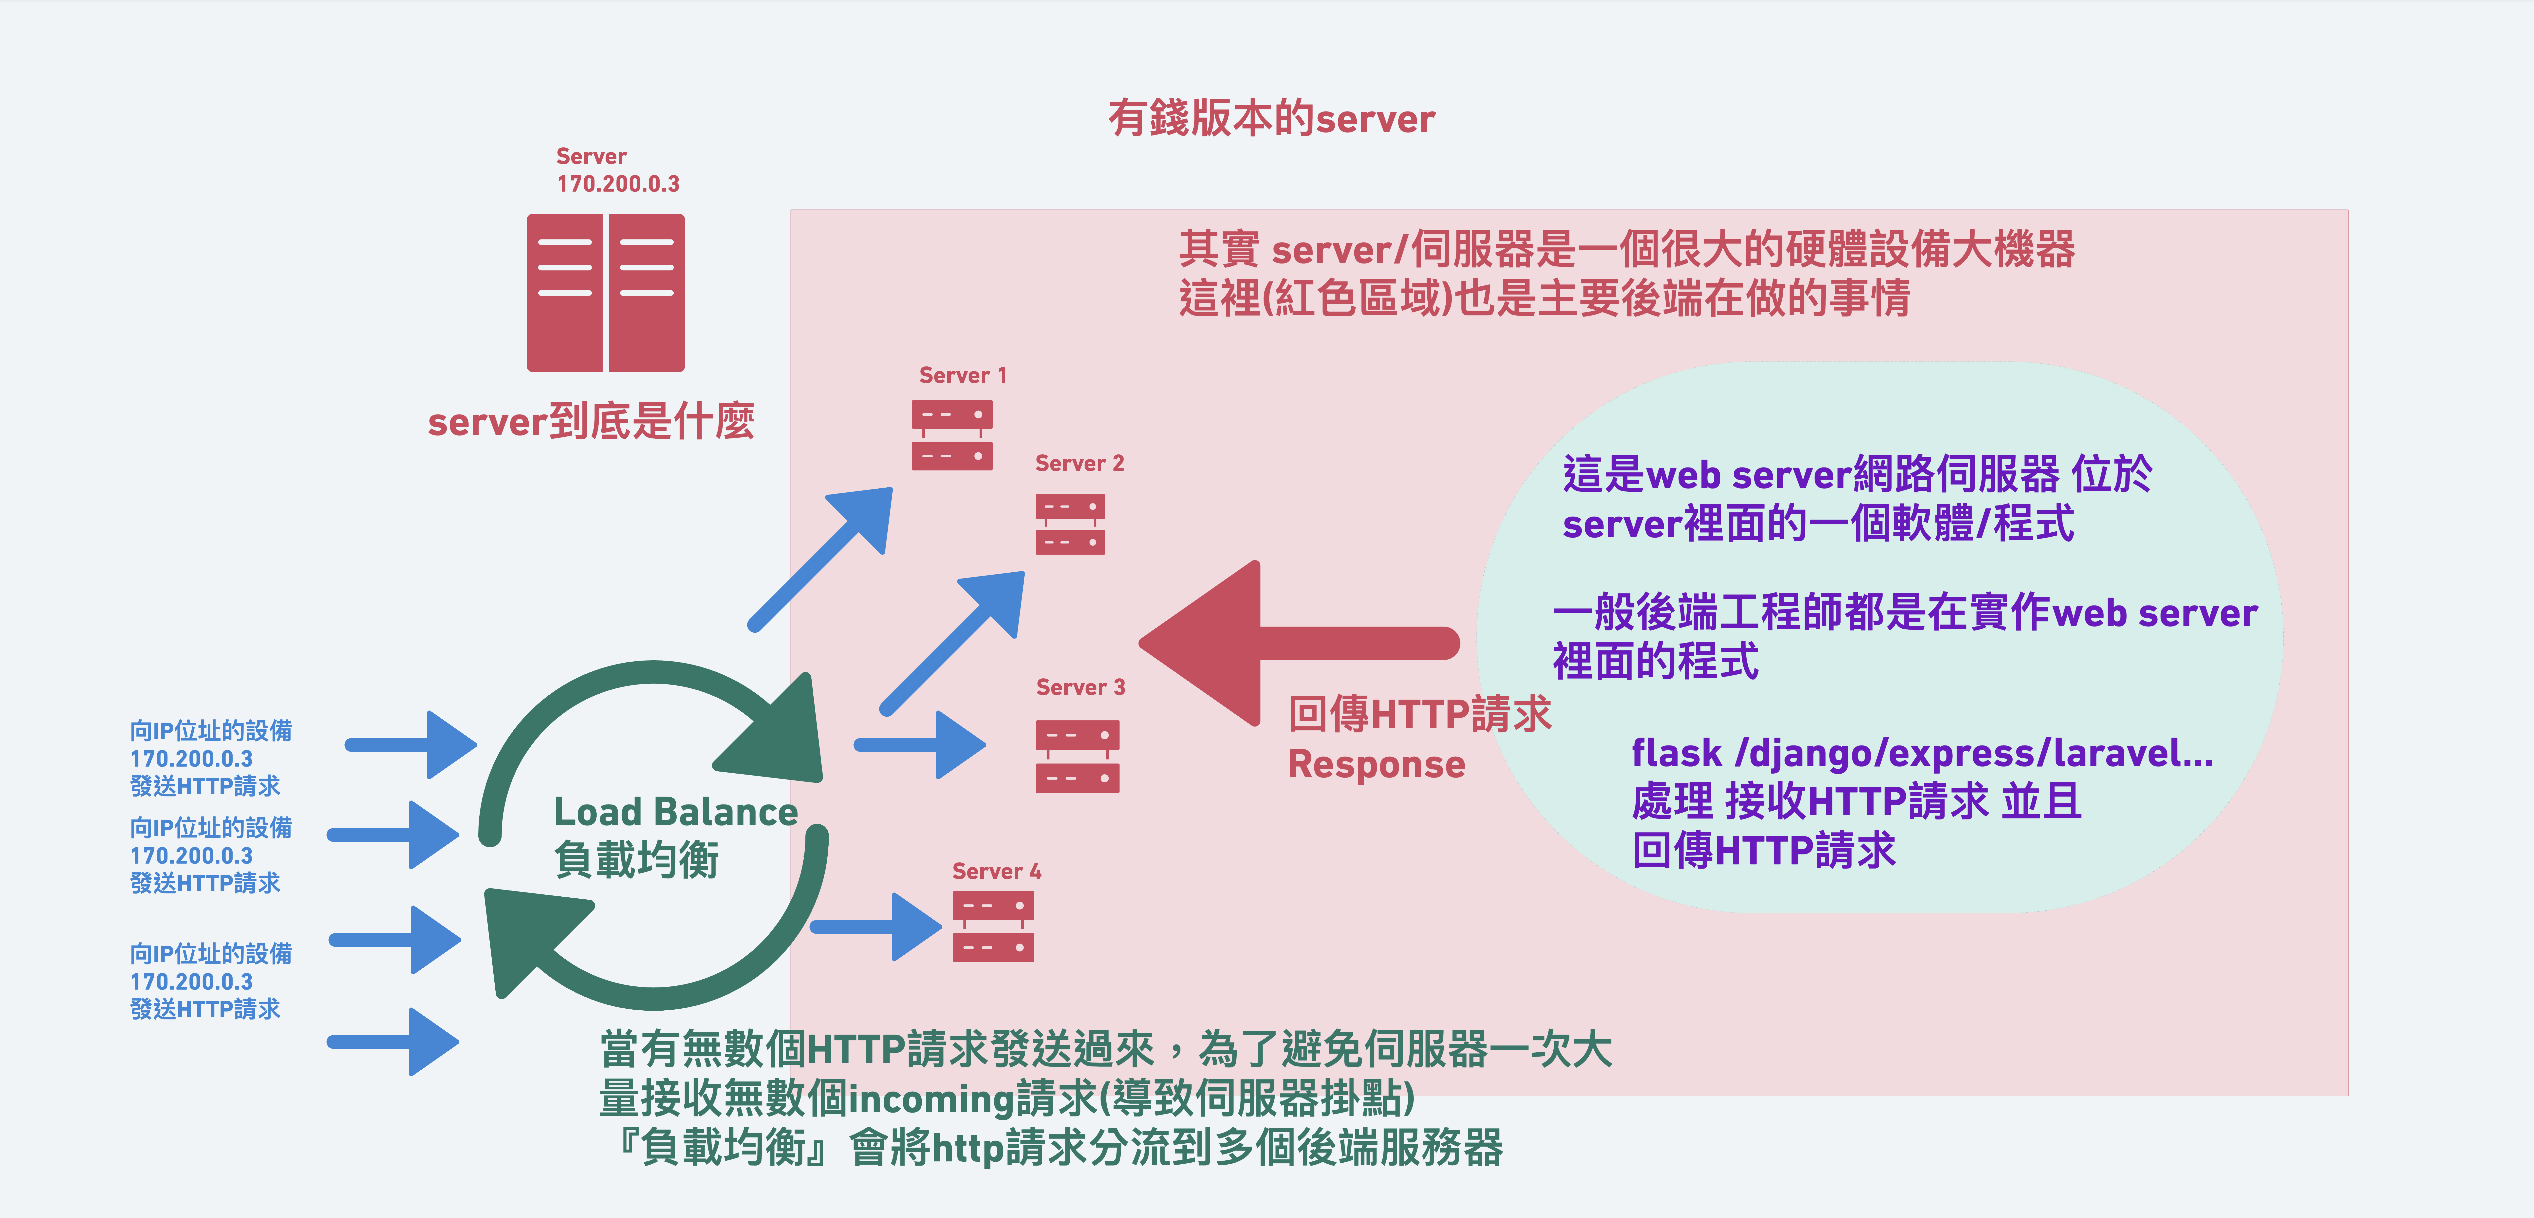 有錢版本的server
Server
170.200.0.3
server到底是什麼
其實 server/伺服器是一個很大的硬體設備大機器
這裡(紅色區域)也是主要後端在做的事情
Server 1
Server 2
Server 3
Server 4
這是web server網路伺服器 位於
server裡面的一個軟體/程式
一般後端工程師都是在實作web server
裡面的程式
flask /django/express/laravel...
處理 接收HTTP請求 並且
回傳HTTP請求
回傳HTTP請求
Response
向IP位址的設備
170.200.0.3
發送HTTP請求
向IP位址的設備
170.200.0.3
發送HTTP請求
向IP位址的設備
170.200.0.3
發送HTTP請求
Load Balance
負載均衡
當有無數個HTTP請求發送過來，為了避免伺服器一次大
量接收無數個incoming請求(導致伺服器掛點)
『負載均衡』會將http請求分流到多個後端服務器